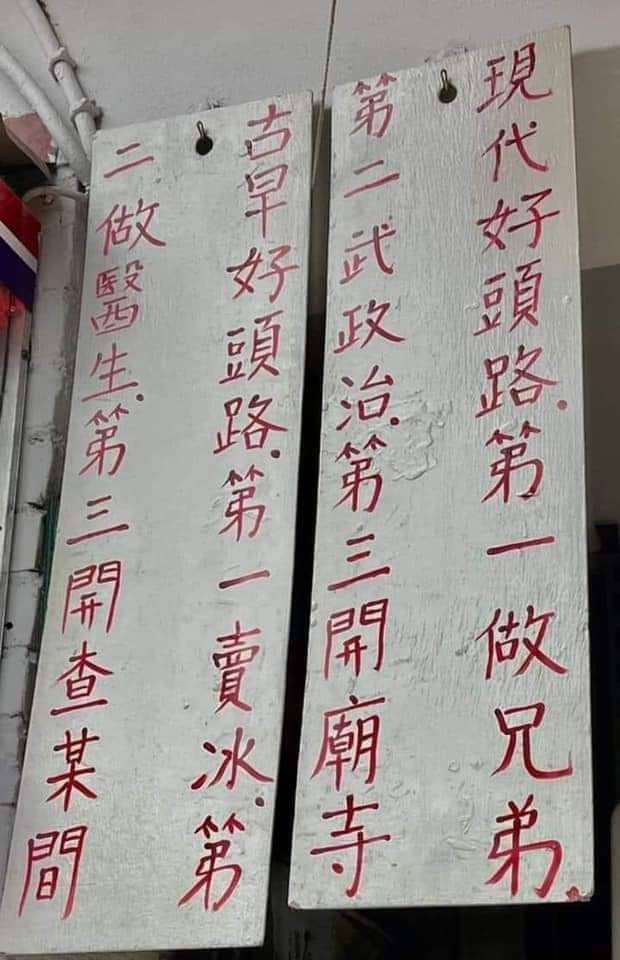 現代好頭路.第一做兄弟.
第二武政治.第三開廟寺
古早好頭路.第一賣冰.第
二做醫生.第三開查某間